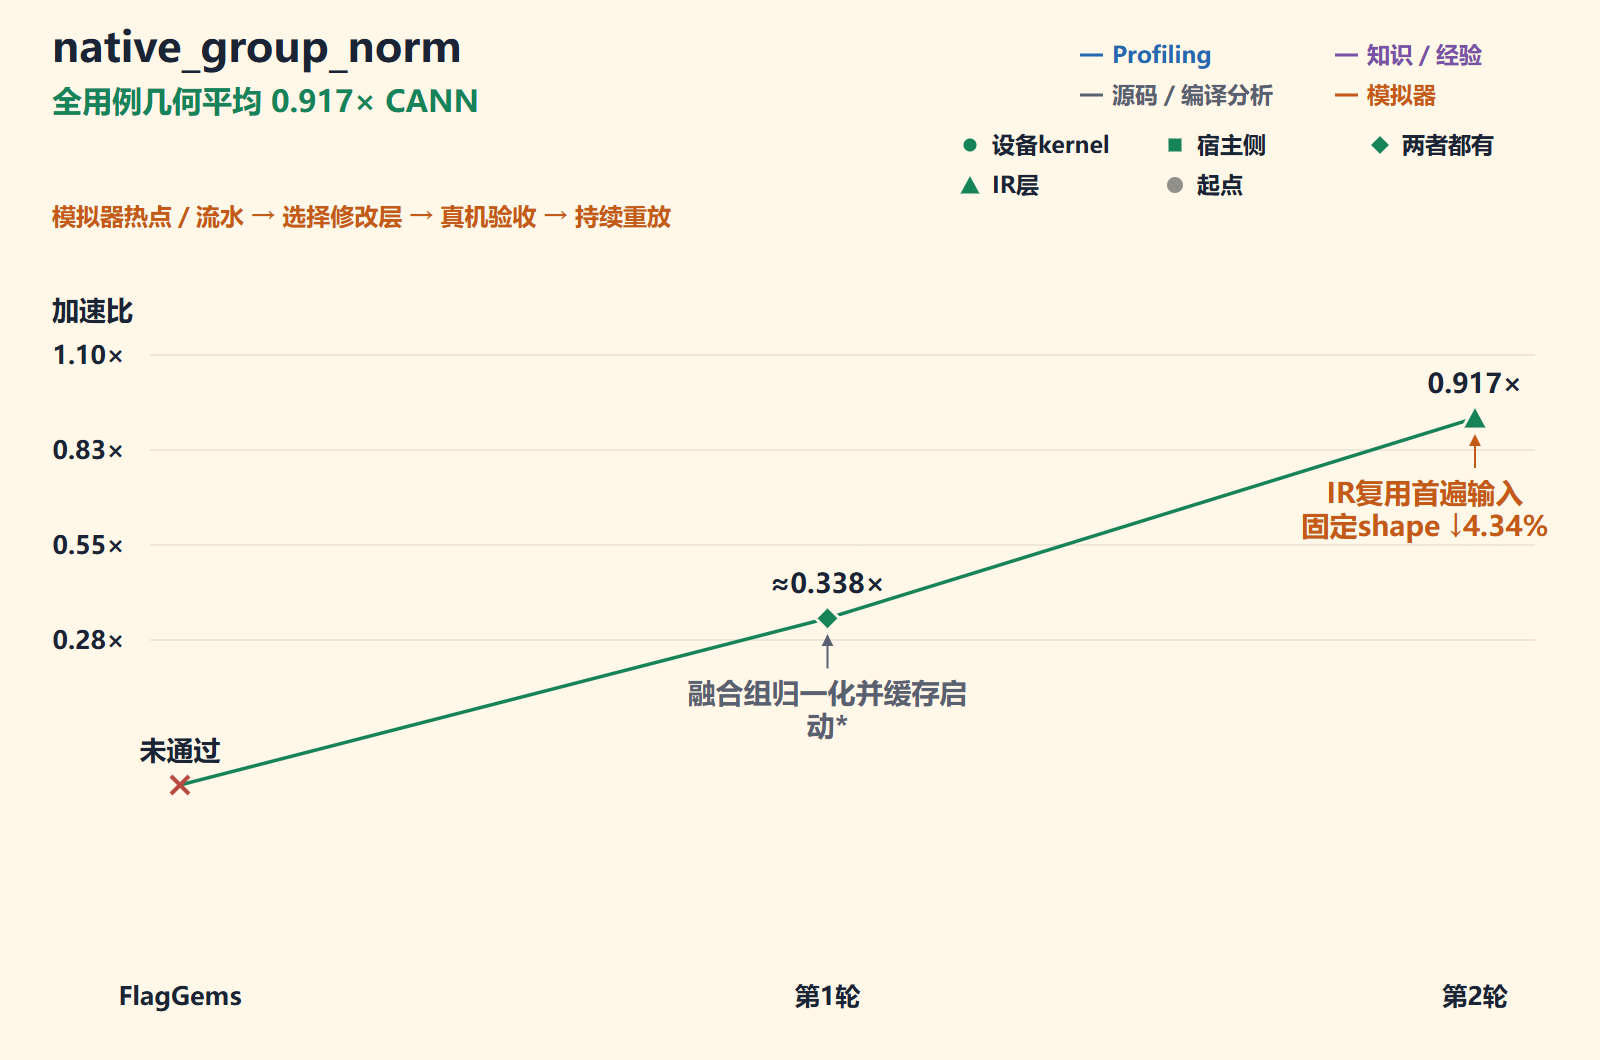 native_group_norm
全用例几何平均 0.917× CANN
Profiling
知识 / 经验
源码 / 编译分析
模拟器
设备kernel
宿主侧
两者都有
IR层
起点
模拟器热点 / 流水 → 选择修改层 → 真机验收 → 持续重放
加速比
1.10×
0.83×
0.55×
0.28×
0.917×
IR复用首遍输入
固定shape ↓4.34%
≈0.338×
融合组归一化并缓存启
动*
未通过
FlagGems
第1轮
第2轮